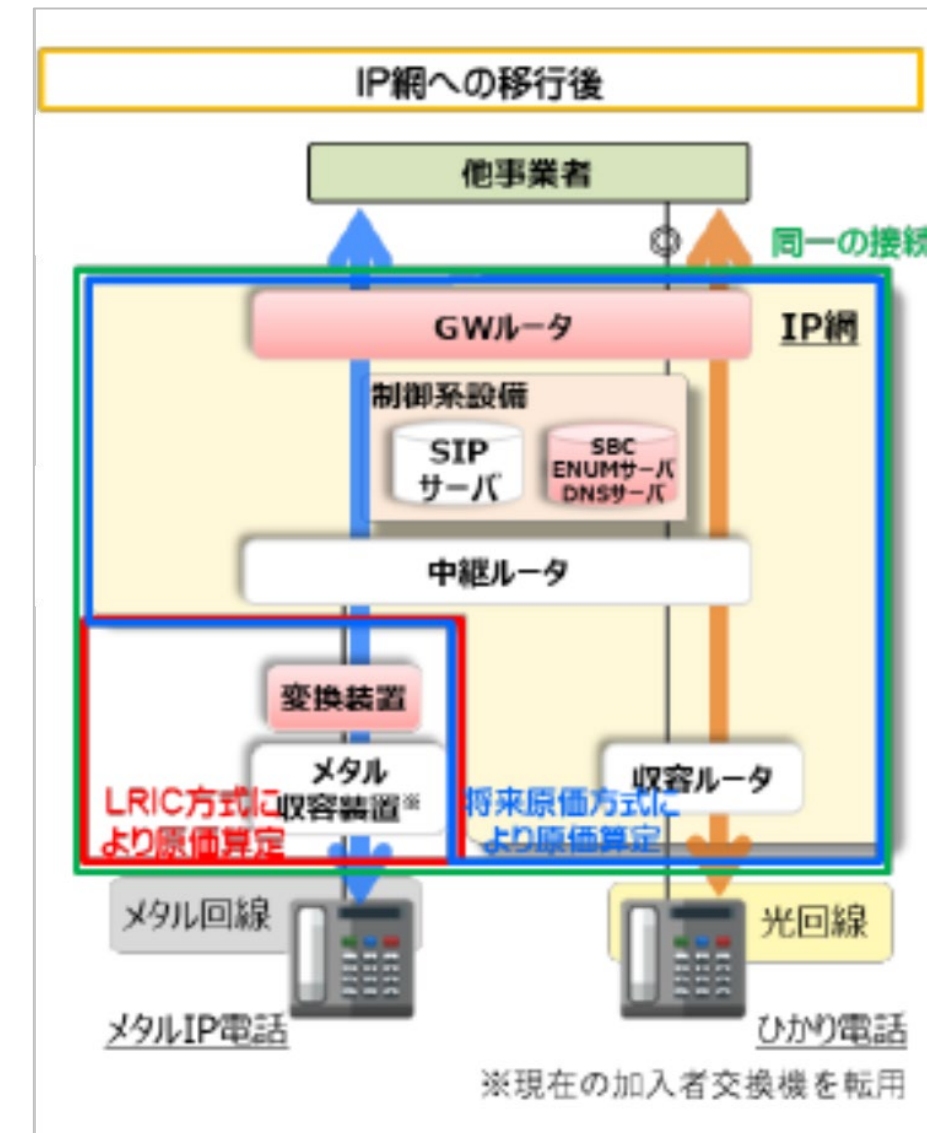 IP網への移行後
他事業者
同一の接続
GWルータ
IP網
制御系設備
SIP
サーバ
SBC
ENUMサーバ
DNSサーバ
中継ルータ
変換装置
メタル
収容装置※
収容ルータ
LRIC方式に
より原価算定
将来原価方式に
より原価算定
メタル回線
光回線
メタルIP電話
ひかり電話
※現在の加入者交換機を転用